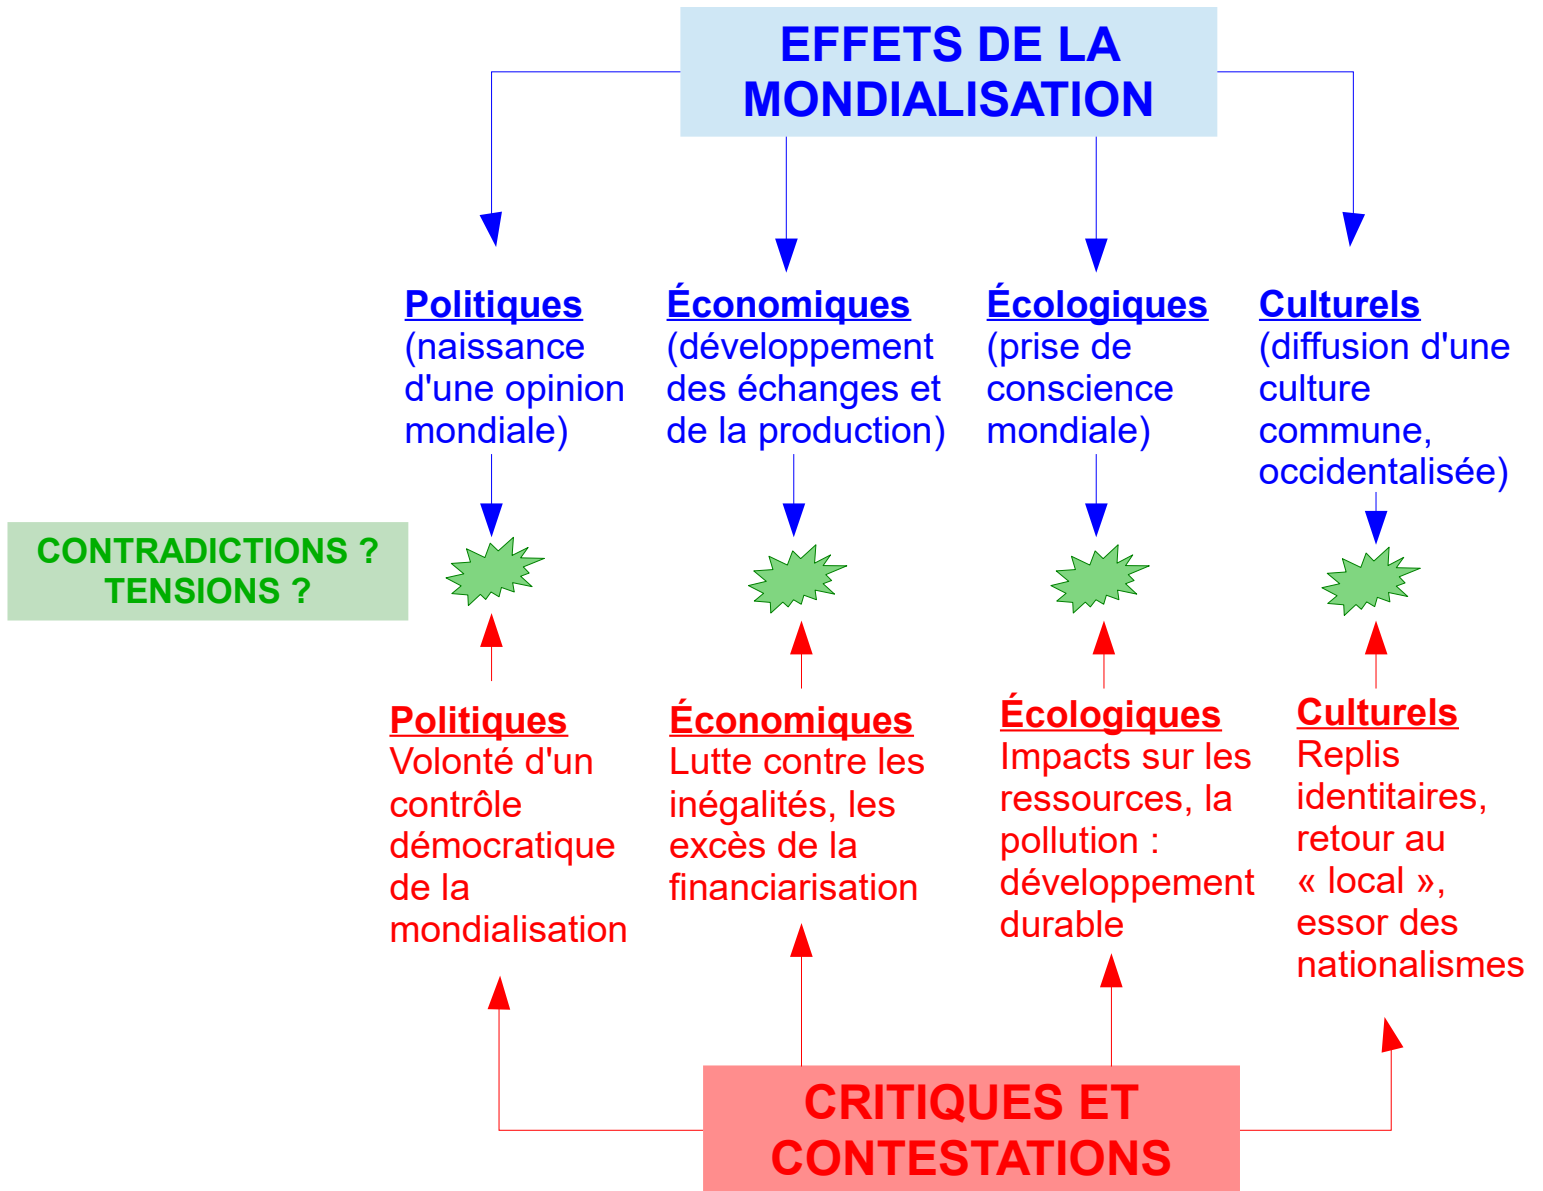 EFFETS DE LA
MONDIALISATION
Politiques
(naissance
d'une opinion
mondiale)
Économiques
(développement
des échanges et
de la production)
Écologiques
(prise de
conscience
mondiale)
Culturels
(diffusion d'une
culture
commune,
occidentalisée)
CONTRADICTIONS ?
TENSIONS ?
Politiques
Volonté d'un
contrôle
démocratique
de la
mondialisation
Économiques
Lutte contre les
inégalités, les
excès de la
financiarisation
Écologiques
Impacts sur les
ressources, la
pollution :
développement
durable
Culturels
Replis
identitaires,
retour au
« local »,
essor des
nationalismes
CRITIQUES ET
CONTESTATIONS